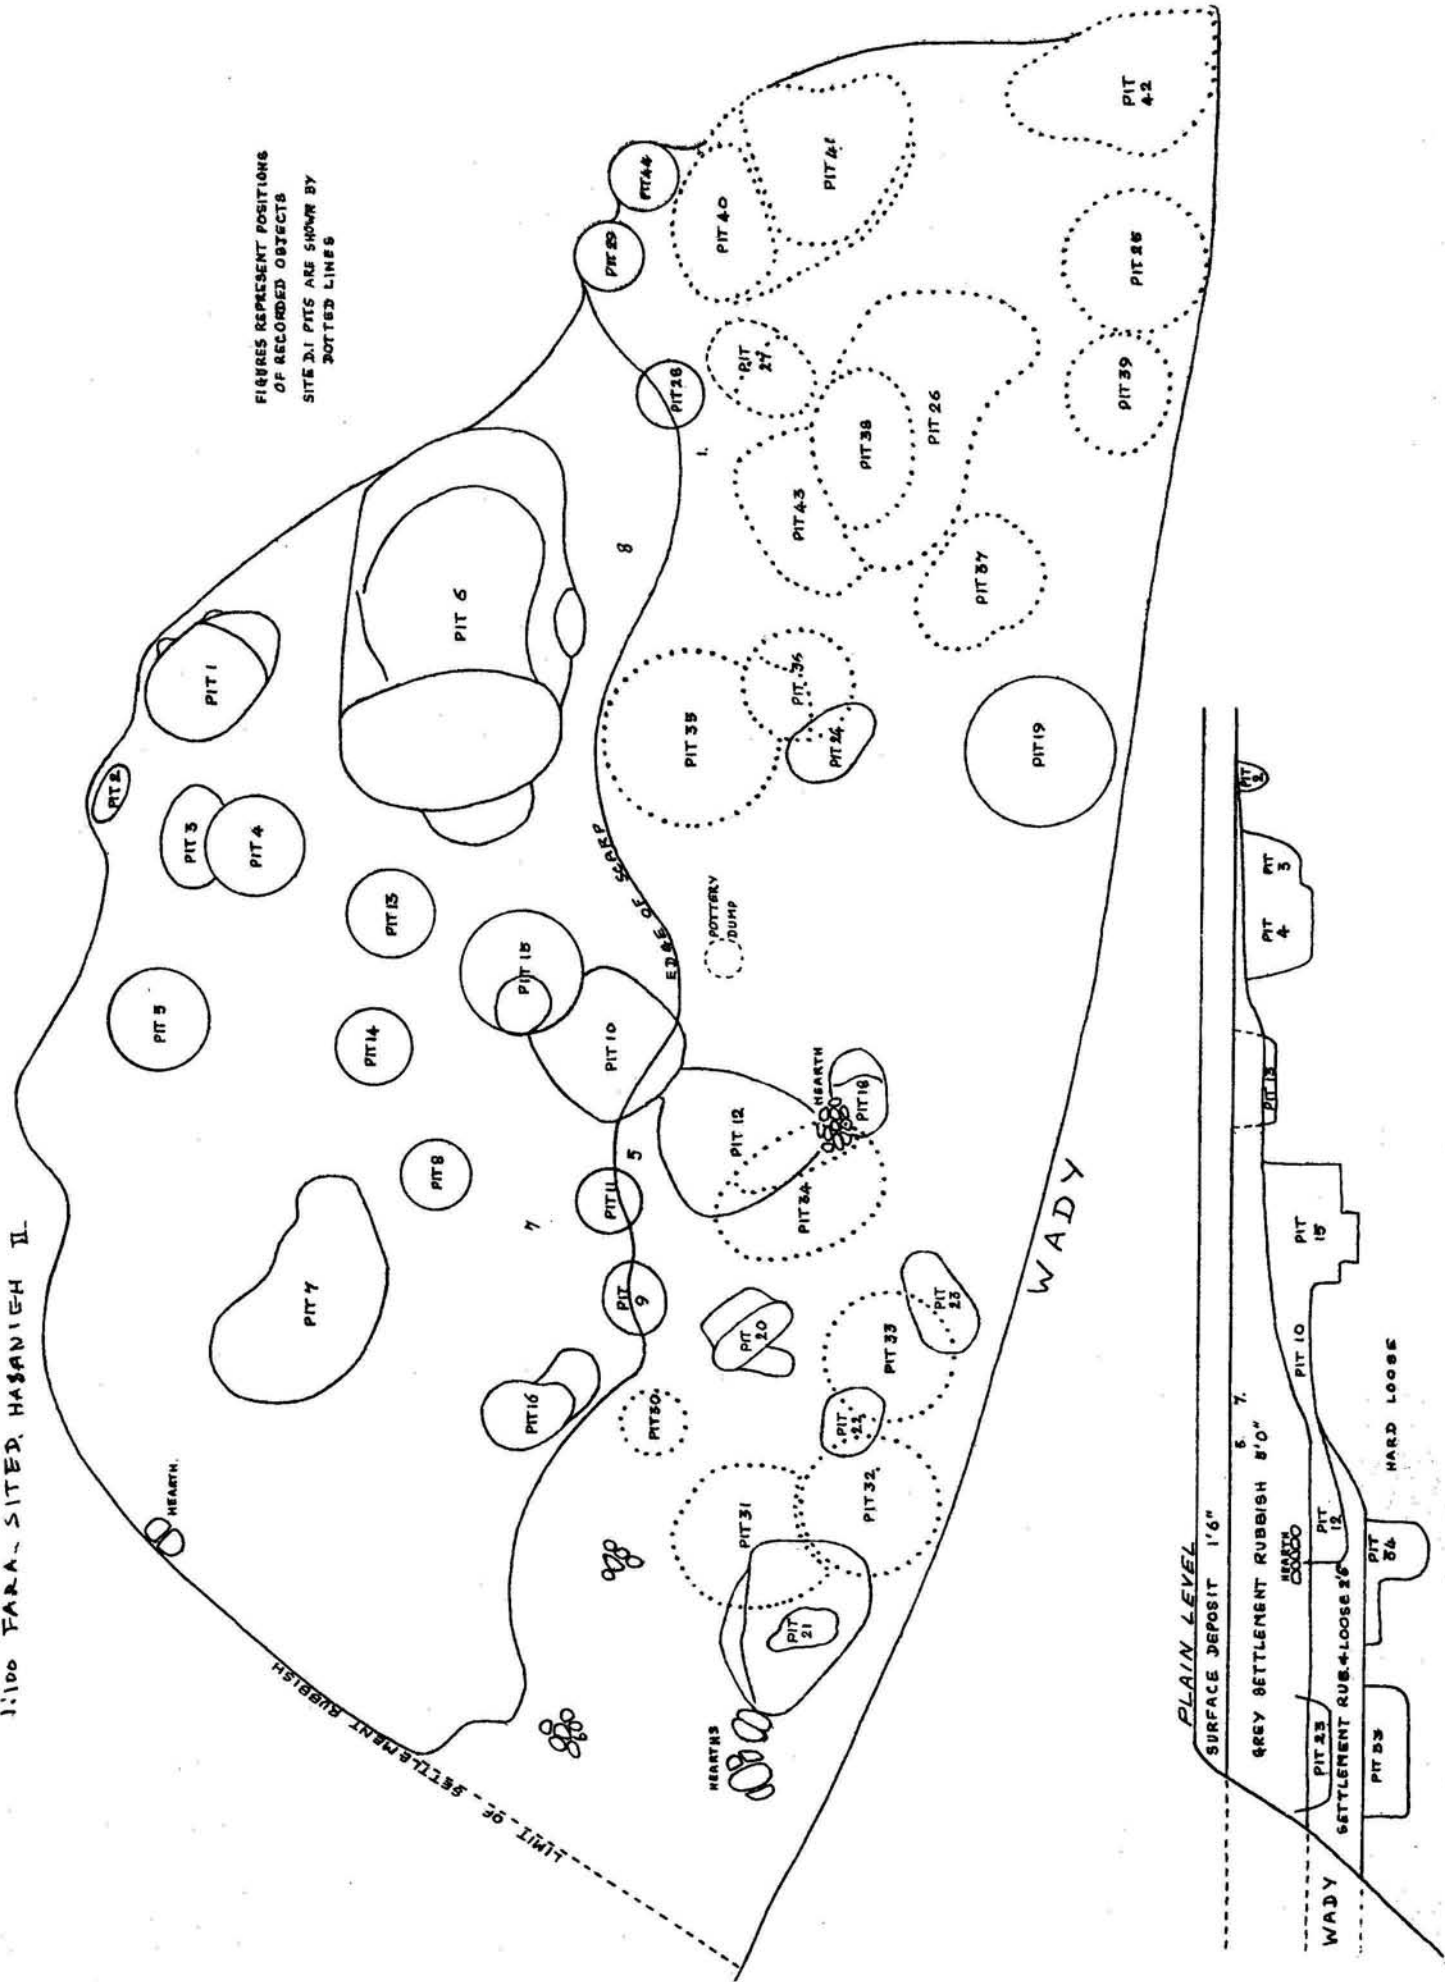 1:100 FARA. SITE D. HASANIEH II
FIGURES REPRESENT POSITIONS
OF RECORDED OBJECTS
SITE D.1 PITS ARE SHOWN BY
DOTTED LINES
HEARTH.
PIT 7
PIT 5
PIT 2
PIT 1
PIT 3
PIT 4
PIT 13
PIT 14
PIT 8
PIT 15
PIT 6
PIT 16
7
PIT 9
PIT 11
5
PIT 10
EDGE OF SCARP
8
PIT 28
PIT 29
PIT 44
LIMIT OF SETTLEMENT RUBBISH
HEARTHS
PIT 21
PIT 31
PIT 30
PIT 20
PIT 34
PIT 12
HEARTH
PIT 18
POTTERY
DUMP
PIT 35
PIT 36
PIT 24
1.
PIT 43
PIT 38
PIT 26
PIT 27
PIT 40
PIT 41
PIT 32
PIT 22
PIT 33
PIT 23
PIT 19
PIT 37
PIT 39
PIT 25
PIT 42
WADY
PLAIN LEVEL
SURFACE DEPOSIT 1'6"
GREY SETTLEMENT RUBBISH 5'0"
7.
HEARTH
PIT 23
PIT 12
PIT 10
PIT 15
PIT 13
PIT 4
PIT 3
PIT 2
SETTLEMENT RUB. & LOOSE 2'6"
WADY
PIT 33
PIT 34
HARD LOOSE